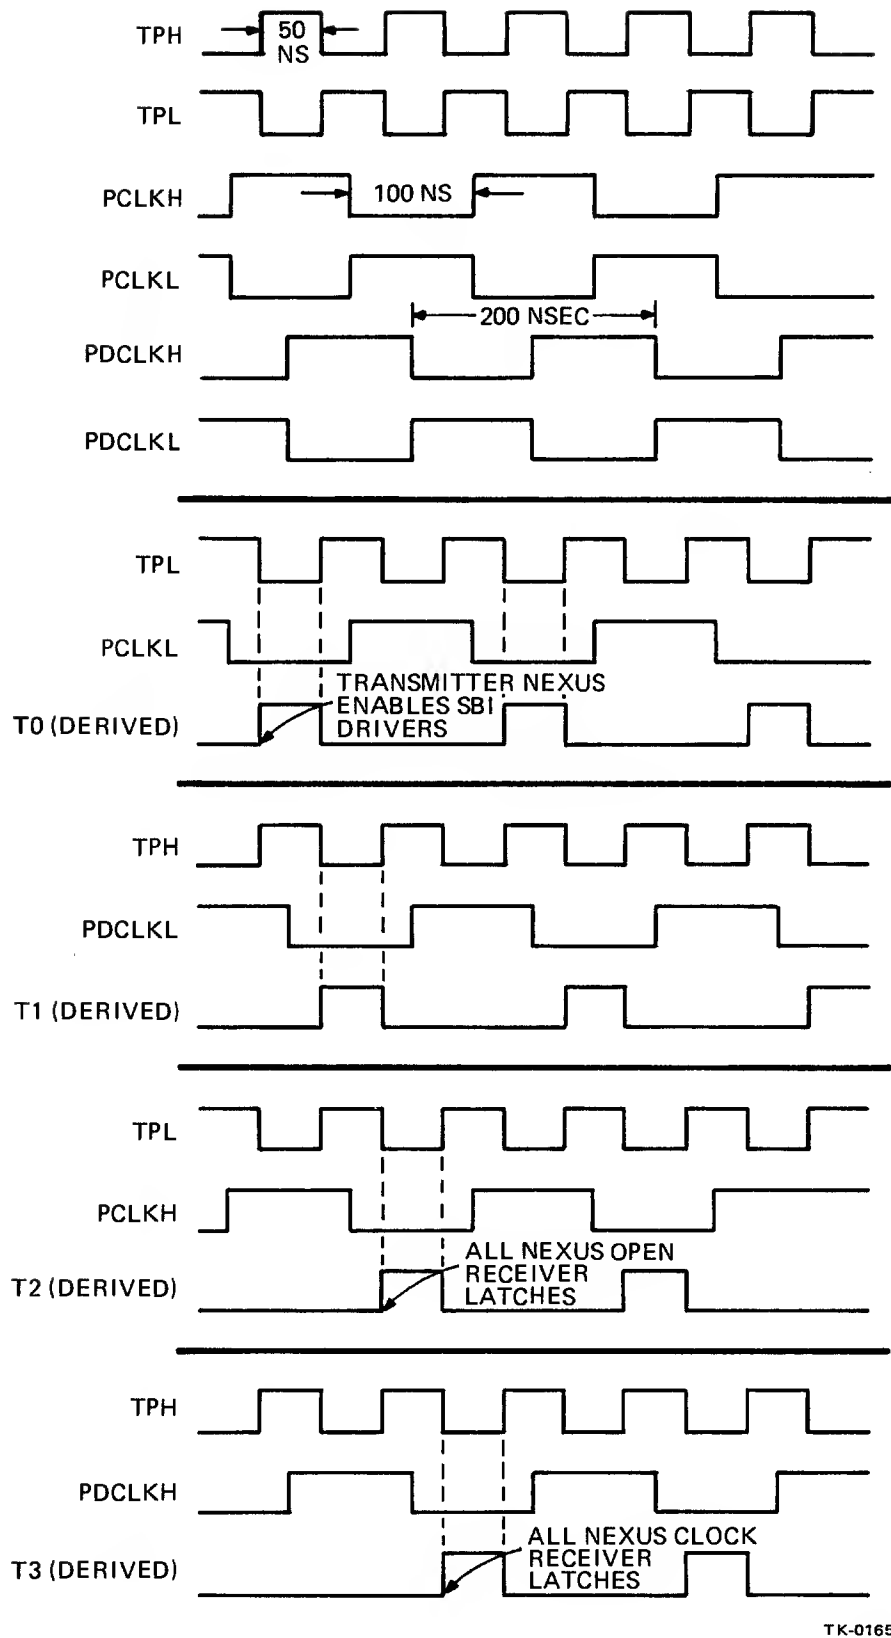 TPH
50
NS
TPL
PCLKH
100 NS
PCLKL
200 NSEC
PDCLKH
PDCLKL
TPL
PCLKL
TRANSMITTER NEXUS
ENABLES SBI
DRIVERS
T0 (DERIVED)
TPH
PDCLKL
T1 (DERIVED)
TPL
PCLKH
ALL NEXUS OPEN
RECEIVER
LATCHES
T2 (DERIVED)
TPH
PDCLKH
ALL NEXUS CLOCK
RECEIVER
LATCHES
T3 (DERIVED)
TK-0165